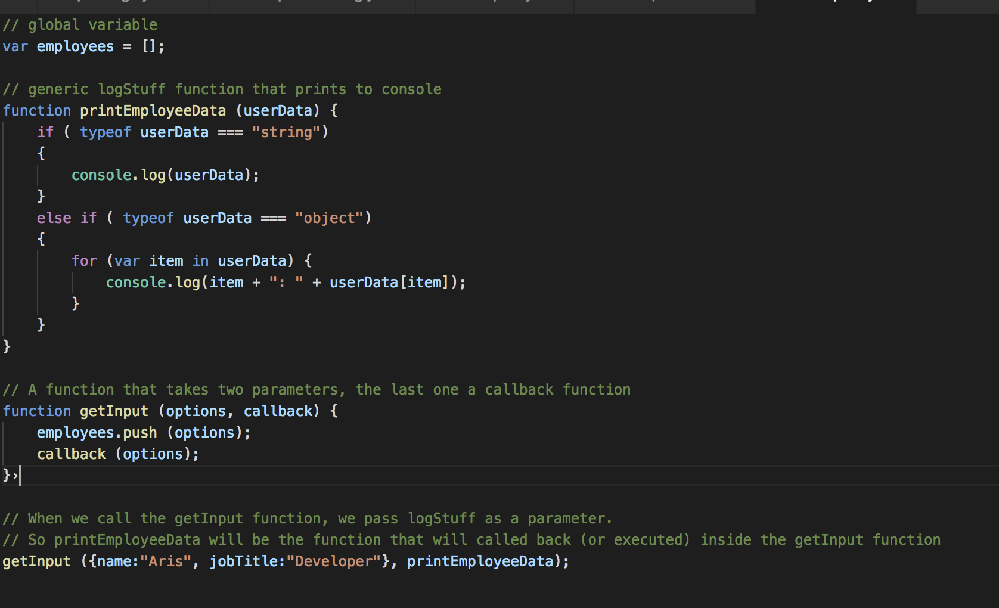 // global variable
var employees = [];
// generic logStuff function that prints to console
function printEmployeeData (userData) {
if ( typeof userData === "string")
{
console.log(userData);
}
else if ( typeof userData === "object")
{
for (var item in userData) {
console.log(item + ": " + userData[item]);
}
}
}
// A function that takes two parameters, the last one a callback function
function getInput (options, callback) {
employees.push (options);
callback (options);
}›
// When we call the getInput function, we pass logStuff as a parameter.
// So printEmployeeData will be the function that will called back (or executed) inside the getInput function
getInput ({name:"Aris", jobTitle:"Developer"}, printEmployeeData);